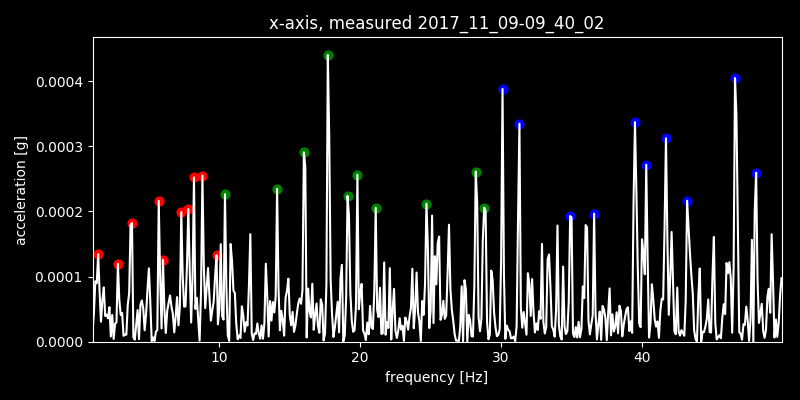 x-axis, measured 2017_11_09-09_40_02
acceleration [g]
0.0004
0.0003
0.0002
0.0001
0.0000
10 20 30 40
frequency [Hz]